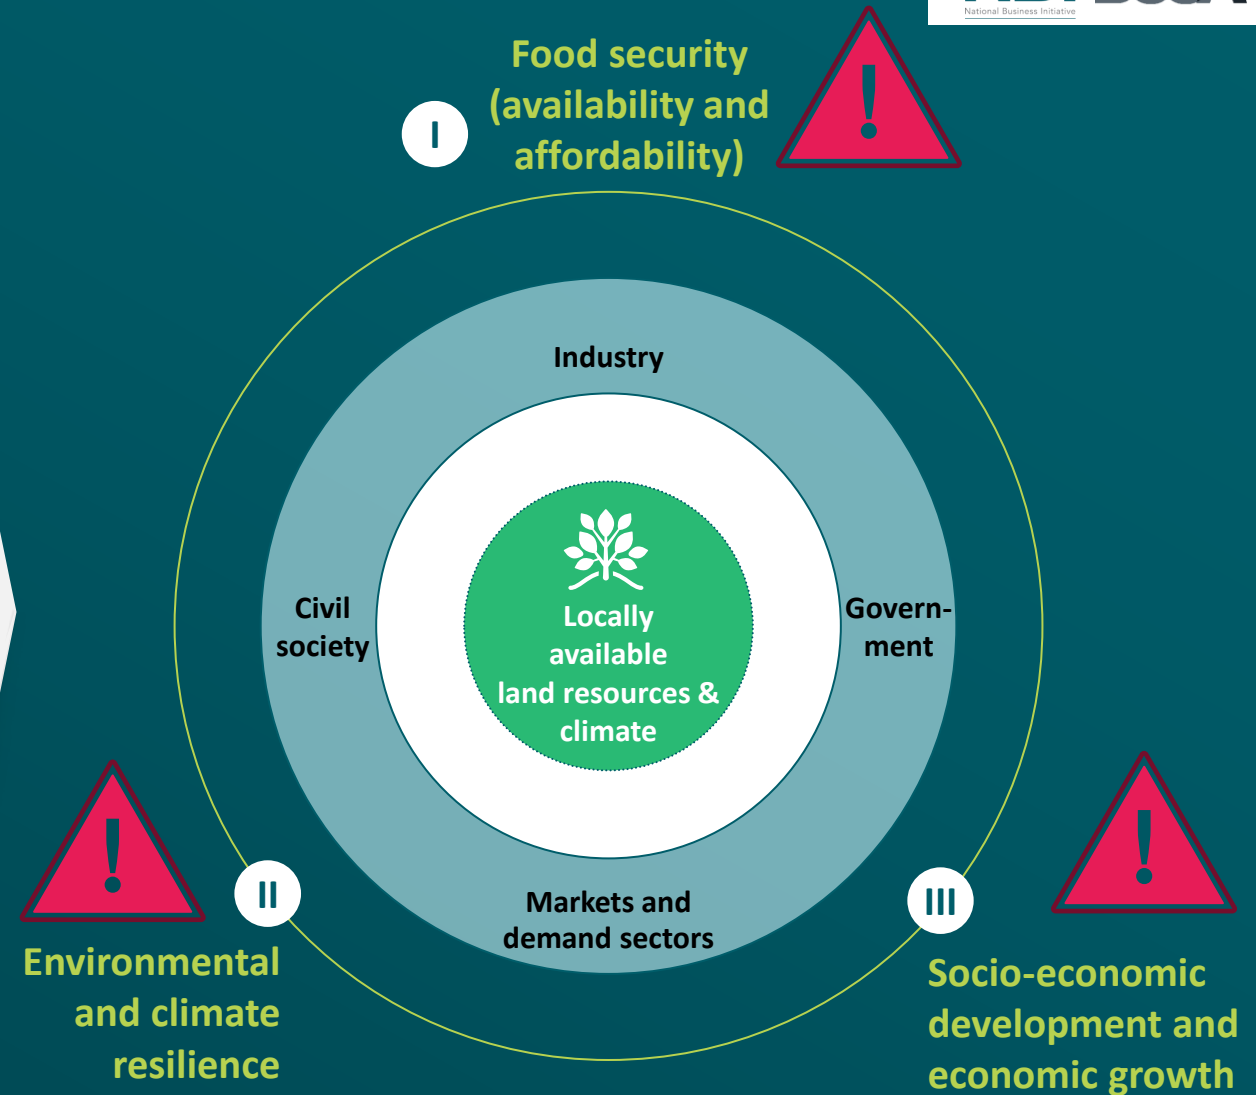 National Business Initiative
Food security
(availability and
affordability)
!
I
Industry
Civil
society
Govern-
ment
Locally
available
land resources &
climate
Markets and
demand sectors
!
II
Environmental
and climate
resilience
!
III
Socio-economic
development and
economic growth